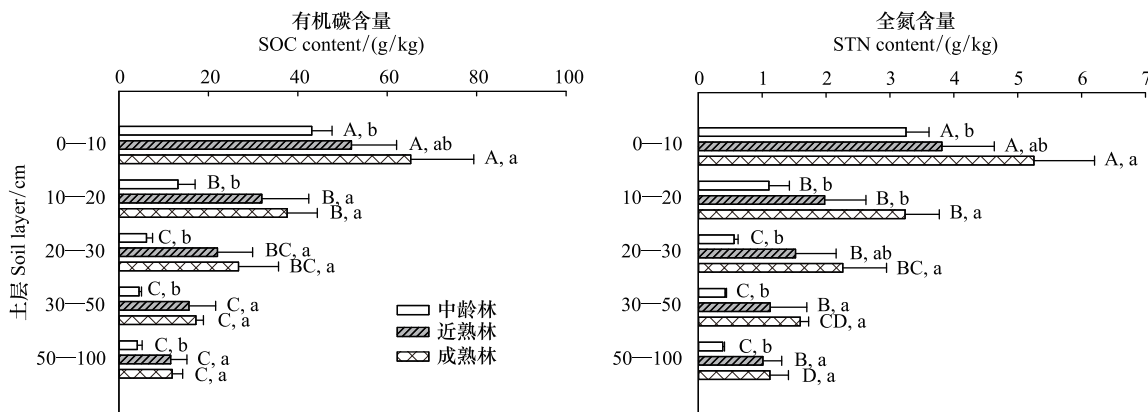 有机碳含量
SOC content/(g/kg)
0 20 40 60 80 100
土层 Soil layer/cm
0—10
A, b
A, ab
A, a
10—20
B, b
B, a
B, a
20—30
C, b
BC, a
BC, a
30—50
C, b
C, a
C, a
50—100
C, b
C, a
C, a
中龄林
近熟林
成熟林
全氮含量
STN content/(g/kg)
0 1 2 3 4 5 6 7
0—10
A, b
A, ab
A, a
10—20
B, b
B, b
B, a
20—30
C, b
B, ab
BC, a
30—50
C, b
B, a
CD, a
50—100
C, b
B, a
D, a